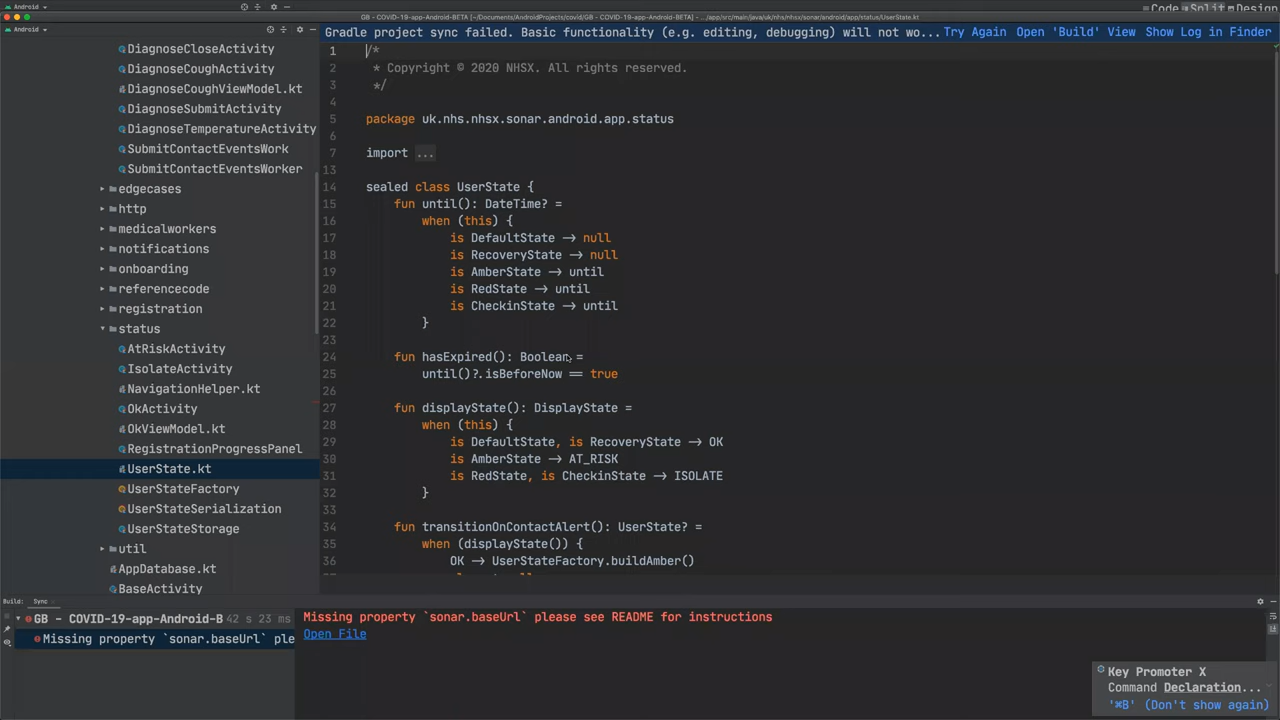 Android
Code Split Design
GB - COVID-19-app-Android-BETA [~/Documents/AndroidProjects/covid/GB - COVID-19-app-Android-BETA] - .../app/src/main/java/uk/nhs/nhsx/sonar/android/app/status/UserState.kt
Android
Gradle project sync failed. Basic functionality (e.g. editing, debugging) will not wo... Try Again Open 'Build' View Show Log in Finder
DiagnoseCloseActivity
DiagnoseCoughActivity
DiagnoseCoughViewModel.kt
DiagnoseSubmitActivity
DiagnoseTemperatureActivity
SubmitContactEventsWork
SubmitContactEventsWorker
edgecases
http
medicalworkers
notifications
onboarding
referencecode
registration
status
AtRiskActivity
IsolateActivity
NavigationHelper.kt
OkActivity
OkViewModel.kt
RegistrationProgressPanel
UserState.kt
UserStateFactory
UserStateSerialization
UserStateStorage
util
AppDatabase.kt
BaseActivity
1 /*
2 * Copyright © 2020 NHSX. All rights reserved.
3 */
4
5 package uk.nhs.nhsx.sonar.android.app.status
6
7 import ...
13
14 sealed class UserState {
15 fun until(): DateTime? =
16 when (this) {
17 is DefaultState → null
18 is RecoveryState → null
19 is AmberState → until
20 is RedState → until
21 is CheckinState → until
22 }
23
24 fun hasExpired(): Boolean =
25 until()?.isBeforeNow == true
26
27 fun displayState(): DisplayState =
28 when (this) {
29 is DefaultState, is RecoveryState → OK
30 is AmberState → AT_RISK
31 is RedState, is CheckinState → ISOLATE
32 }
33
34 fun transitionOnContactAlert(): UserState? =
35 when (displayState()) {
36 OK → UserStateFactory.buildAmber()
Build: Sync
GB - COVID-19-app-Android-B 42 s 23 ms
Missing property `sonar.baseUrl` ple
Missing property `sonar.baseUrl` please see README for instructions
Open File
Key Promoter X
Command Declaration...
'⌘B' (Don't show again)